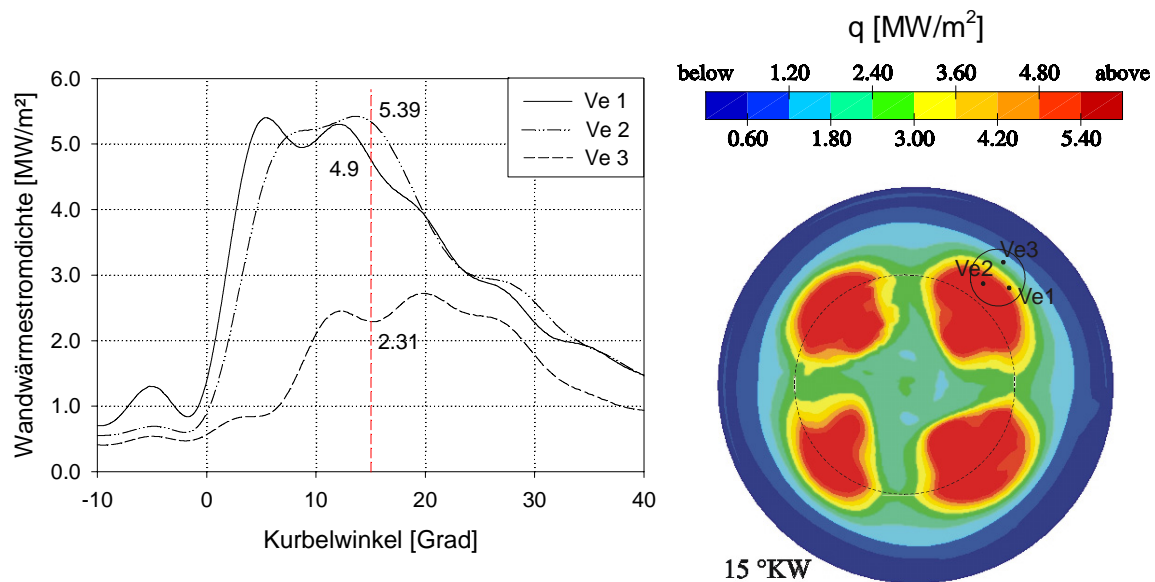 6.0
5.0
4.0
3.0
2.0
1.0
0.0
Wandwärmestromdichte [MW/m²]
-10 0 10 20 30 40
Kurbelwinkel [Grad]
Ve 1
Ve 2
Ve 3
5.39
4.9
2.31
q [MW/m²]
below 1.20 2.40 3.60 4.80 above
0.60 1.80 3.00 4.20 5.40
Ve3
Ve2
Ve1
15 °KW